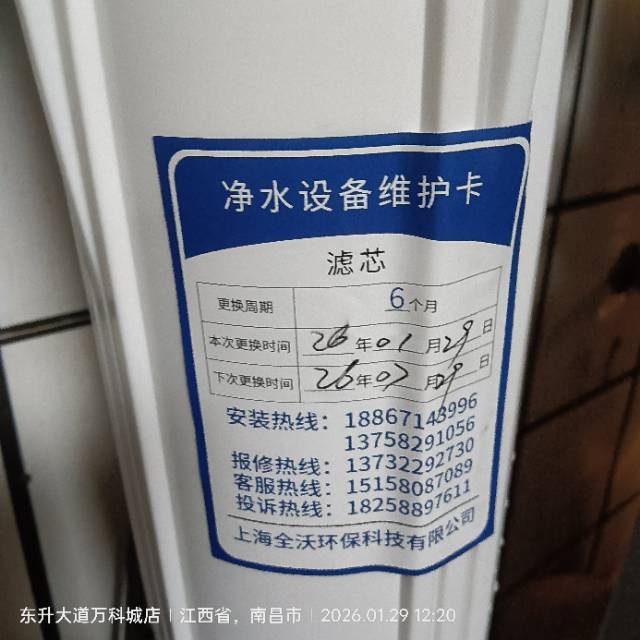 净水设备维护卡
滤芯
更换周期 6个月
本次更换时间 26年01月29日
下次更换时间 26年07月29日
安装热线：18867143996
13758291056
报修热线：13732292730
客服热线：15158087089
投诉热线：18258897611
上海全沃环保科技有限公司
东升大道万科城店 | 江西省，南昌市 | 2026.01.29 12:20